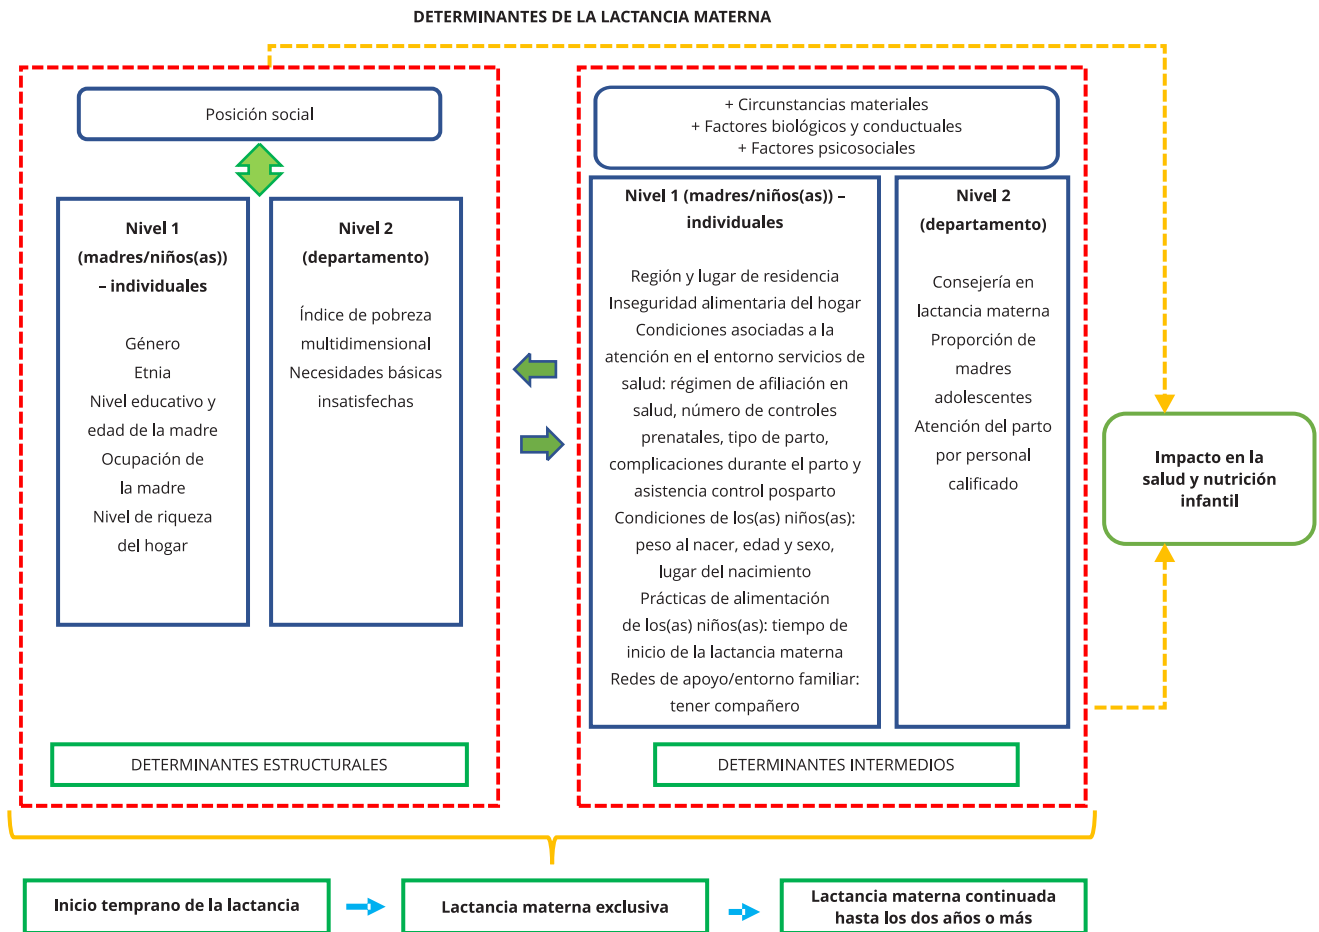 DETERMINANTES DE LA LACTANCIA MATERNA
Posición social
Nivel 1
(madres/niños(as))
– individuales
Género
Etnia
Nivel educativo y
edad de la madre
Ocupación de
la madre
Nivel de riqueza
del hogar
Nivel 2
(departamento)
Índice de pobreza
multidimensional
Necesidades básicas
insatisfechas
DETERMINANTES ESTRUCTURALES
+ Circunstancias materiales
+ Factores biológicos y conductuales
+ Factores psicosociales
Nivel 1 (madres/niños(as)) –
individuales
Región y lugar de residencia
Inseguridad alimentaria del hogar
Condiciones asociadas a la
atención en el entorno servicios de
salud: régimen de afiliación en
salud, número de controles
prenatales, tipo de parto,
complicaciones durante el parto y
asistencia control posparto
Condiciones de los(as) niños(as):
peso al nacer, edad y sexo,
lugar del nacimiento
Prácticas de alimentación
de los(as) niños(as): tiempo de
inicio de la lactancia materna
Redes de apoyo/entorno familiar:
tener compañero
Nivel 2
(departamento)
Consejería en
lactancia materna
Proporción de
madres
adolescentes
Atención del parto
por personal
calificado
DETERMINANTES INTERMEDIOS
Impacto en la
salud y nutrición
infantil
Inicio temprano de la lactancia
Lactancia materna exclusiva
Lactancia materna continuada
hasta los dos años o más